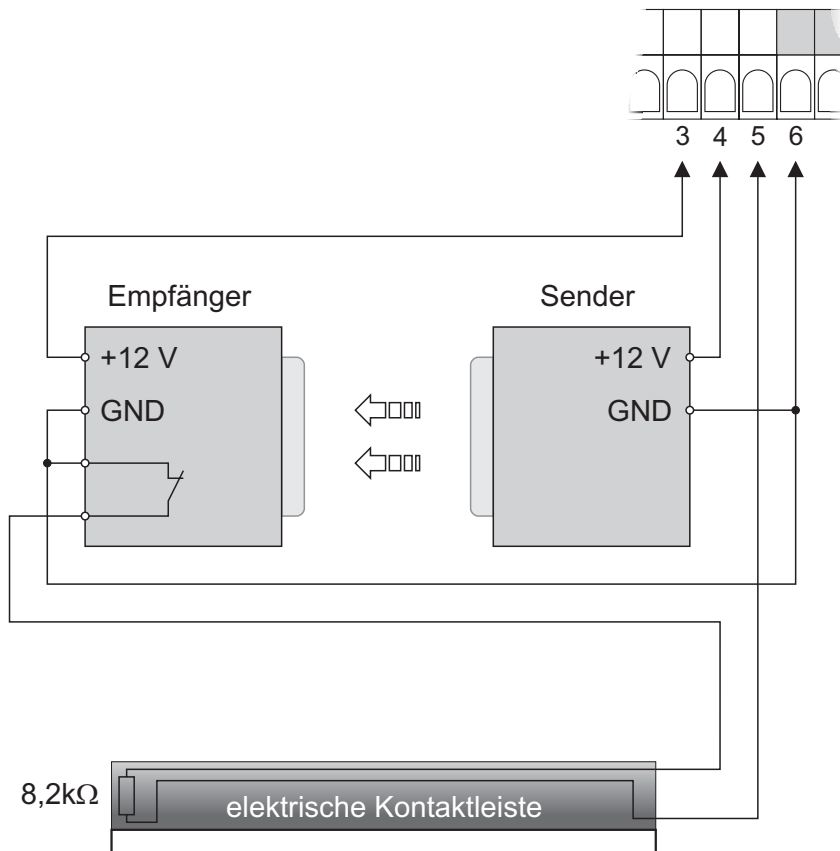 3 4 5 6
Empfänger Sender
+12 V +12 V
GND GND
8,2kΩ
elektrische Kontaktleiste